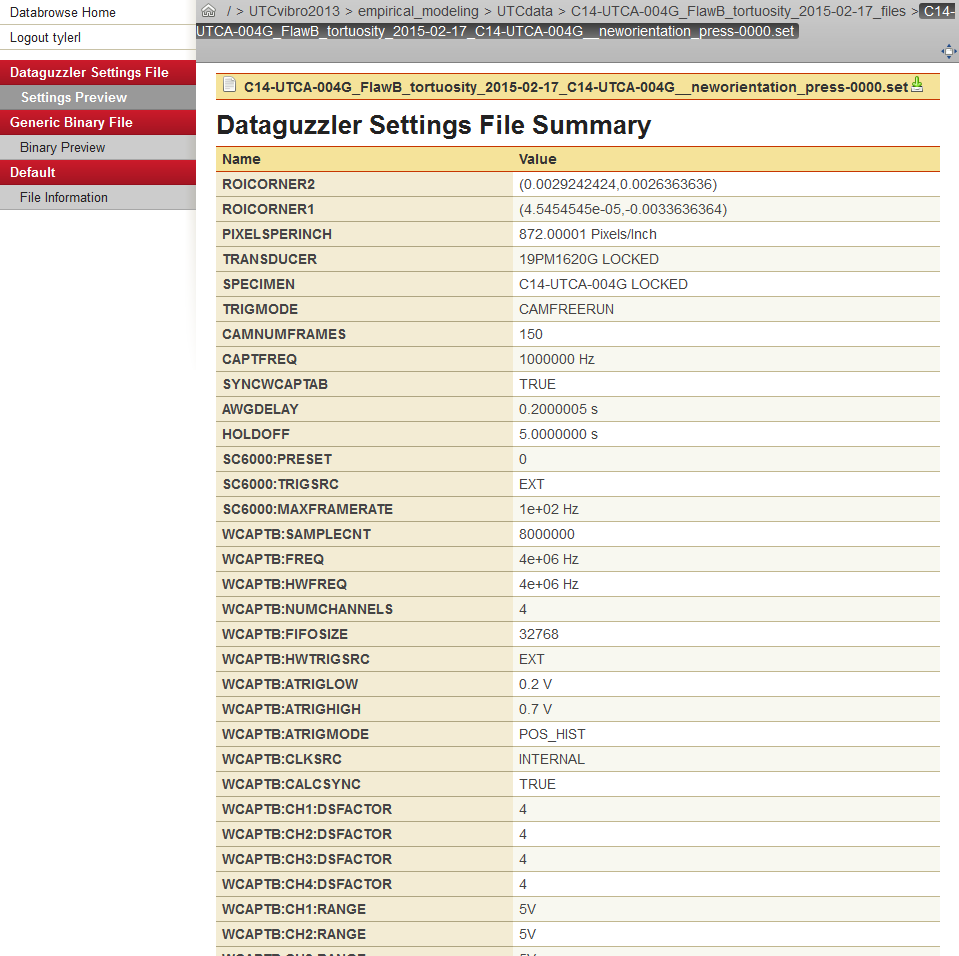 Databrowse Home
Logout tylerl
Dataguzzler Settings File
Settings Preview
Generic Binary File
Binary Preview
Default
File Information
/ > UTCvibro2013 > empirical_modeling > UTCdata > C14-UTCA-004G_FlawB_tortuosity_2015-02-17_files > C14-
UTCA-004G_FlawB_tortuosity_2015-02-17_C14-UTCA-004G__neworientation_press-0000.set
C14-UTCA-004G_FlawB_tortuosity_2015-02-17_C14-UTCA-004G__neworientation_press-0000.set
Dataguzzler Settings File Summary
Name Value
ROICORNER2 (0.0029242424,0.0026363636)
ROICORNER1 (4.5454545e-05,-0.0033636364)
PIXELSPERINCH 872.00001 Pixels/Inch
TRANSDUCER 19PM1620G LOCKED
SPECIMEN C14-UTCA-004G LOCKED
TRIGMODE CAMFREERUN
CAMNUMFRAMES 150
CAPTFREQ 1000000 Hz
SYNCWCAPTAB TRUE
AWGDELAY 0.2000005 s
HOLDOFF 5.0000000 s
SC6000:PRESET 0
SC6000:TRIGSRC EXT
SC6000:MAXFRAMERATE 1e+02 Hz
WCAPTB:SAMPLECNT 8000000
WCAPTB:FREQ 4e+06 Hz
WCAPTB:HWFREQ 4e+06 Hz
WCAPTB:NUMCHANNELS 4
WCAPTB:FIFOSIZE 32768
WCAPTB:HWTRIGSRC EXT
WCAPTB:ATRIGLOW 0.2 V
WCAPTB:ATRIGHIGH 0.7 V
WCAPTB:ATRIGMODE POS_HIST
WCAPTB:CLKSRC INTERNAL
WCAPTB:CALCSYNC TRUE
WCAPTB:CH1:DSFACTOR 4
WCAPTB:CH2:DSFACTOR 4
WCAPTB:CH3:DSFACTOR 4
WCAPTB:CH4:DSFACTOR 4
WCAPTB:CH1:RANGE 5V
WCAPTB:CH2:RANGE 5V